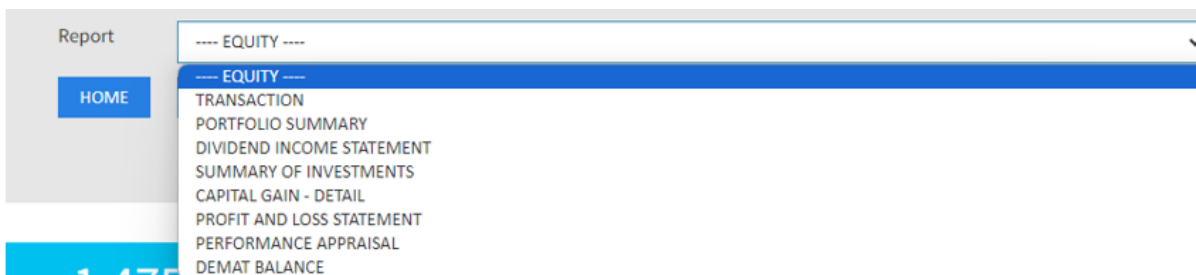 Report
---- EQUITY ----
---- EQUITY ----
HOME
TRANSACTION
PORTFOLIO SUMMARY
DIVIDEND INCOME STATEMENT
SUMMARY OF INVESTMENTS
CAPITAL GAIN - DETAIL
PROFIT AND LOSS STATEMENT
PERFORMANCE APPRAISAL
DEMAT BALANCE